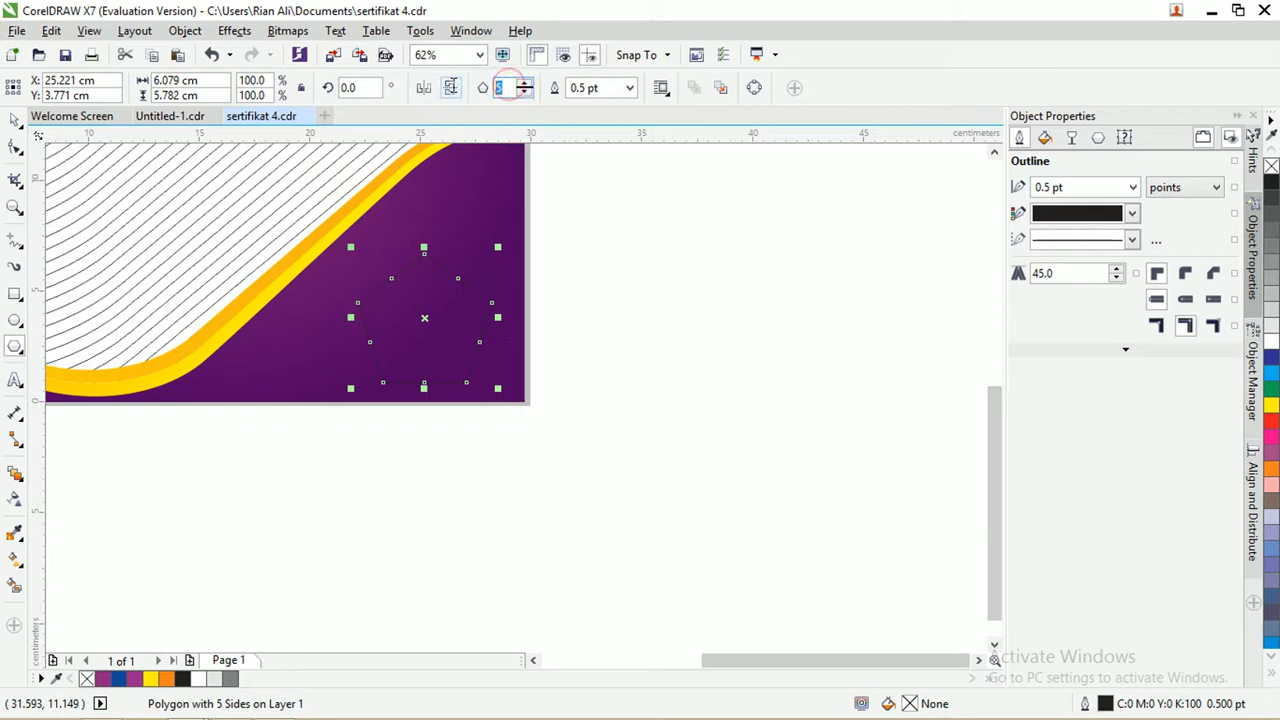 CorelDRAW X7 (Evaluation Version) - C:\Users\Rian Ali\Documents\sertifikat 4.cdr
File Edit View Layout Object Effects Bitmaps Text Table Tools Window Help
62% Snap To
X: 25.221 cm 6.079 cm 100.0 %
Y: 3.771 cm 5.782 cm 100.0 %
0.0 ° 5 0.5 pt
Welcome Screen Untitled-1.cdr sertifikat 4.cdr
10 15 20 25 30 35 40 45 centimeters
10
5
0
5
centimeters
Object Properties
Outline
0.5 pt points
...
45.0
Hints
Object Properties
Object Manager
Align and Distribute
Activate Windows
Go to PC settings to activate Windows.
1 of 1 Page 1
(31.593, 11.149) Polygon with 5 Sides on Layer 1 None C:0 M:0 Y:0 K:100 0.500 pt